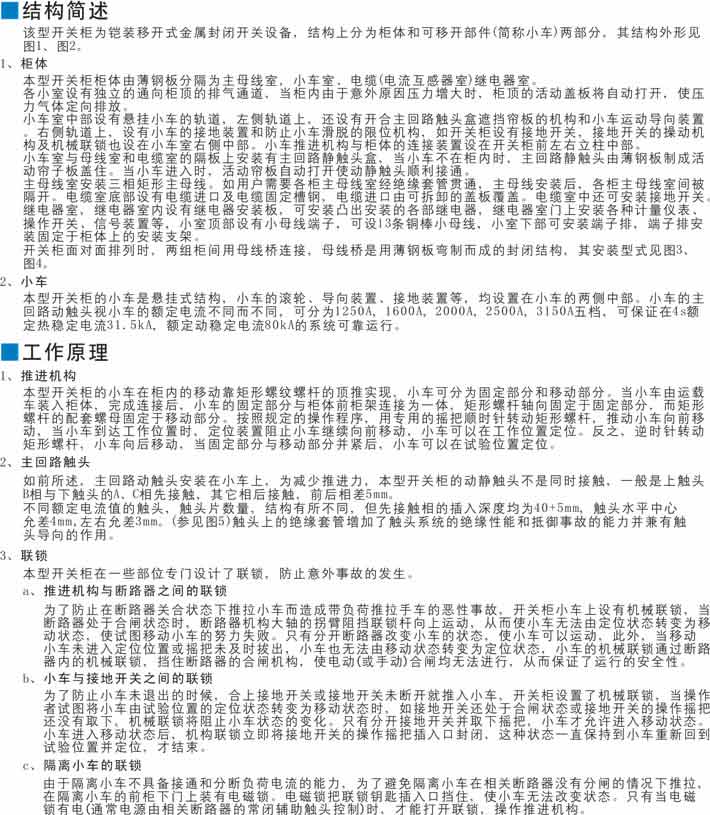 结构简述
该型开关柜为铠装移开式金属封闭开关设备，结构上分为柜体和可移开部件(简称小车)两部分，其结构外形见
图1、图2。
1、柜体
本型开关柜柜体由薄钢板分隔为主母线室，小车室、电缆(电流互感器室)继电器室。
各小室设有独立的通向柜顶的排气通道，当柜内由于意外原因压力增大时，柜顶的活动盖板将自动打开，使压
力气体定向排放。
小车室中部设有悬挂小车的轨道，左侧轨道上，还设有开合主回路触头盒遮挡帘板的机构和小车运动导向装置
。右侧轨道上，设有小车的接地装置和防止小车滑脱的限位机构，如开关柜设有接地开关，接地开关的操动机
构及机械联锁也设在小车室右侧中部。小车推进机构与柜体的连接装置设在开关柜前左右立柱中部。
小车室与母线室和电缆室的隔板上安装有主回路静触头盒，当小车不在柜内时，主回路静触头由薄钢板制成活
动帘子板盖住。当小车进入时，活动帘板自动打开使动静触头顺利接通。
主母线室安装三相矩形主母线。如用户需要各柜主母线室经绝缘套管贯通，主母线安装后，各柜主母线室间被
隔开。电缆室底部设有电缆进口及电缆固定槽钢，电缆进口由可拆卸的盖板覆盖。电缆室中还可安装接地开关。
继电器室，继电器室内设有继电器安装板，可安装凸出安装的各部继电器，继电器室门上安装各种计量仪表、
操作开关，信号装置等，小室顶部设有小母线端子，可设13条铜棒小母线，小室下部可安装端子排，端子排安
装固定于柜体上的安装支架。
开关柜面对面排列时，两组柜间用母线桥连接，母线桥是用薄钢板弯制而成的封闭结构，其安装型式见图3、
图4。
2、小车
本型开关柜的小车是悬挂式结构，小车的滚轮、导向装置、接地装置等，均设置在小车的两侧中部。小车的主
回路动触头视小车的额定电流不同而不同，可分为1250A，1600A，2000A，2500A，3150A五档，可保证在4s额
定热稳定电流31.5kA，额定动稳定电流80kA的系统可靠运行。
工作原理
1、推进机构
本型开关柜的小车在柜内的移动靠矩形螺纹螺杆的顶推实现，小车可分为固定部分和移动部分。当小车由运载
车装入柜体，完成连接后，小车的固定部分与柜体前柜架连接为一体，矩形螺杆轴向固定于固定部分，而矩形
螺杆的配套螺母固定于移动部分。按照规定的操作程序，用专用的摇把顺时针转动矩形螺杆，推动小车向前移
动，当小车到达工作位置时，定位装置阻止小车继续向前移动，小车可以在工作位置定位。反之，逆时针转动
矩形螺杆，小车向后移动，当固定部分与移动部分并紧后，小车可以在试验位置定位。
2、主回路触头
如前所述，主回路动触头安装在小车上，为减少推进力，本型开关柜的动静触头不是同时接触，一般是上触头
B相与下触头的A、C相先接触，其它相后接触，前后相差5mm。
不同额定电流值的触头，触头片数量，结构有所不同，但先接触相的插入深度均为40+5mm，触头水平中心
允差4mm,左右允差3mm。(参见图5)触头上的绝缘套管增加了触头系统的绝缘性能和抵御事故的能力并兼有触
头导向的作用。
3、联锁
本型开关柜在一些部位专门设计了联锁，防止意外事故的发生。
a、推进机构与断路器之间的联锁
为了防止在断路器关合状态下推拉小车而造成带负荷推拉手车的恶性事故，开关柜小车上设有机械联锁，当
断路器处于合闸状态时，断路器机构大轴的拐臂阻挡联锁杆向上运动，从而使小车无法由定位状态转变为移
动状态，使试图移动小车的努力失败。只有分开断路器改变小车的状态，使小车可以运动，此外，当移动
小车未进入定位位置或摇把未及时拔出，小车也无法由移动状态转变为定位状态，小车的机械联锁通过断路
器内的机械联锁，挡住断路器的合闸机构，使电动(或手动)合闸均无法进行，从而保证了运行的安全性。
b、小车与接地开关之间的联锁
为了防止小车未退出的时候，合上接地开关或接地开关未断开就推入小车，开关柜设置了机械联锁，当操作
者试图将小车由试验位置的定位状态转变为移动状态时，如接地开关还处于合闸状态或接地开关的操作摇把
还没有取下，机械联锁将阻止小车状态的变化。只有分开接地开关并取下摇把，小车才允许进入移动状态。
小车进入移动状态后，机构联锁立即将接地开关的操作摇把插入口封闭，这种状态一直保持到小车重新回到
试验位置并定位，才结束。
c、隔离小车的联锁
由于隔离小车不具备接通和分断负荷电流的能力，为了避免隔离小车在相关断路器没有分闸的情况下推拉，
在隔离小车的前柜下门上装有电磁锁。电磁锁把联锁钥匙插入口挡住，使小车无法改变状态。只有当电磁
锁有电(通常电源由相关断路器的常闭辅助触头控制)时，才能打开联锁，操作推进机构。